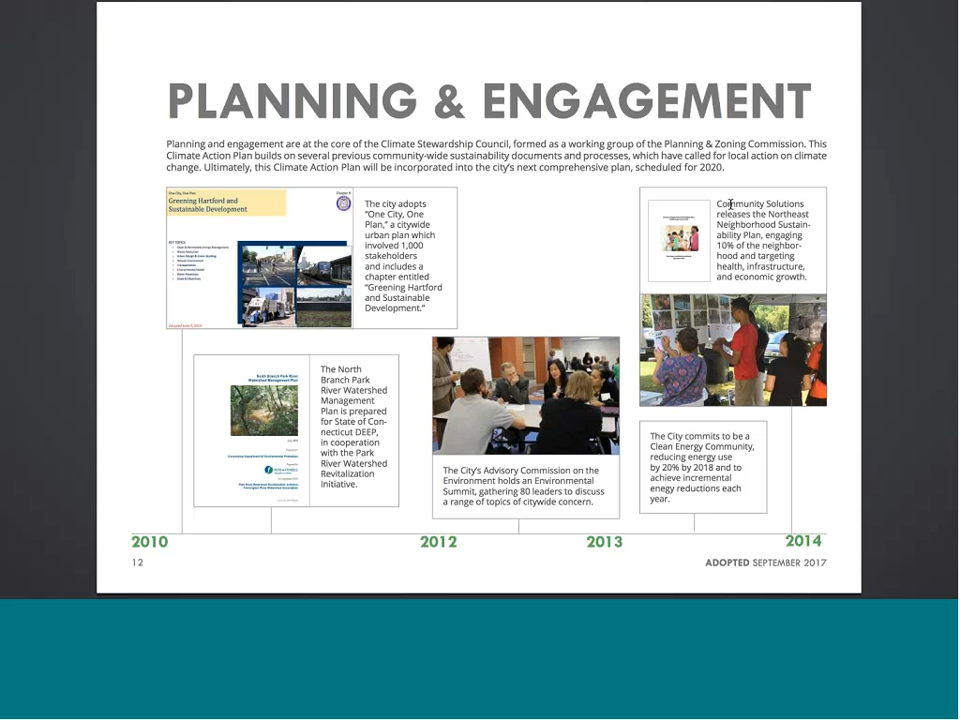 PLANNING & ENGAGEMENT
Planning and engagement are at the core of the Climate Stewardship Council, formed as a working group of the Planning & Zoning Commission. This
Climate Action Plan builds on several previous community-wide sustainability documents and processes, which have called for local action on climate
change. Ultimately, this Climate Action Plan will be incorporated into the city's next comprehensive plan, scheduled for 2020.
Greening Hartford and
Sustainable Development
The city adopts
"One City, One
Plan," a citywide
urban plan which
involved 1,000
stakeholders
and includes a
chapter entitled
"Greening Hartford
and Sustainable
Development."
Community Solutions
releases the Northeast
Neighborhood Sustain-
ability Plan, engaging
10% of the neighbor-
hood and targeting
health, infrastructure,
and economic growth.
North Branch Park River
Watershed Management Plan
The North
Branch Park
River Watershed
Management
Plan is prepared
for State of Con-
necticut DEEP,
in cooperation
with the Park
River Watershed
Revitalization
Initiative.
The City's Advisory Commission on the
Environment holds an Environmental
Summit, gathering 80 leaders to discuss
a range of topics of citywide concern.
The City commits to be a
Clean Energy Community,
reducing energy use
by 20% by 2018 and to
achieve incremental
enegy reductions each
year.
2010
2012
2013
2014
12
ADOPTED SEPTEMBER 2017